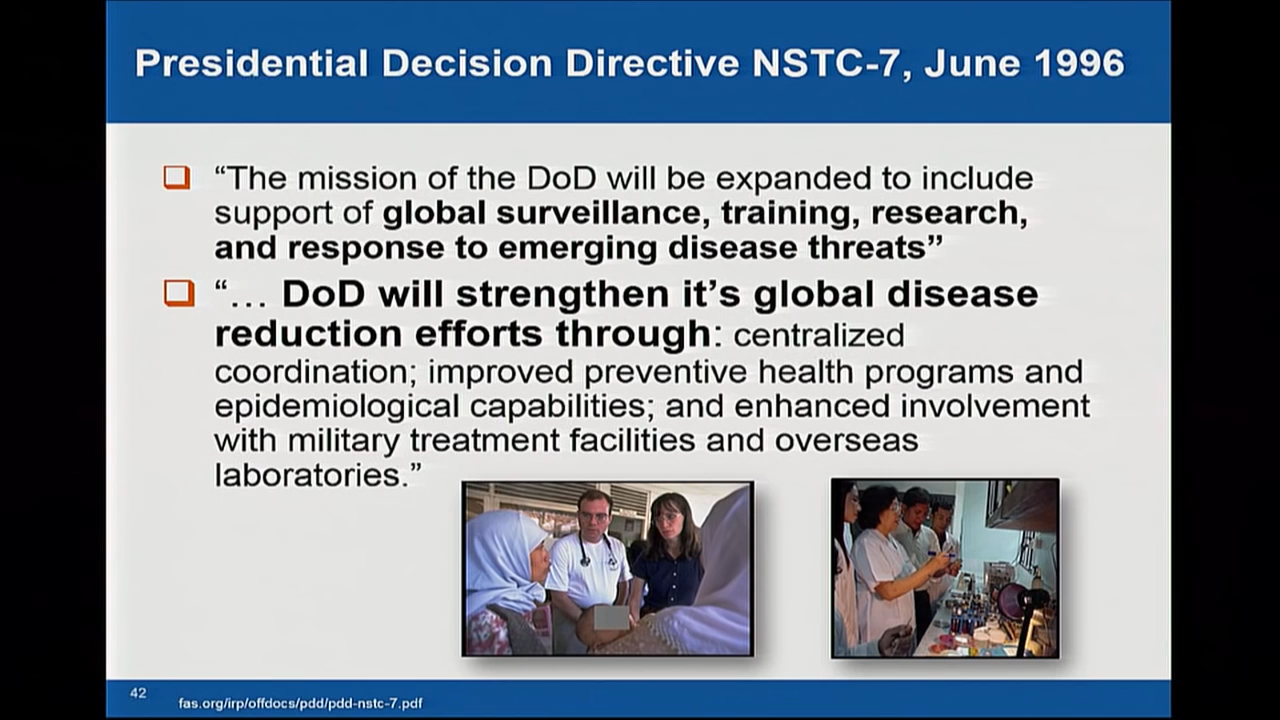 Presidential Decision Directive NSTC-7, June 1996
“The mission of the DoD will be expanded to include
support of global surveillance, training, research,
and response to emerging disease threats”
“… DoD will strengthen it’s global disease
reduction efforts through: centralized
coordination; improved preventive health programs and
epidemiological capabilities; and enhanced involvement
with military treatment facilities and overseas
laboratories.”
42
fas.org/irp/offdocs/pdd/pdd-nstc-7.pdf